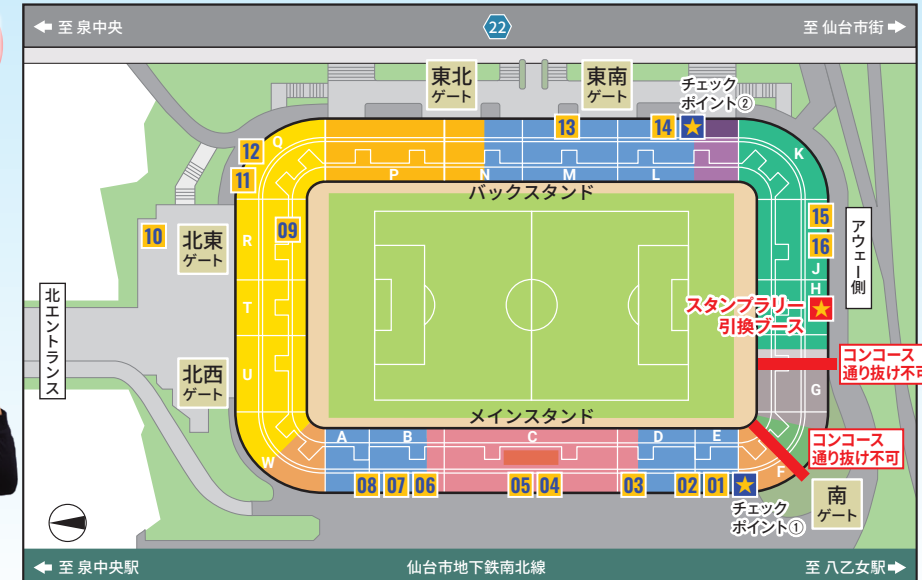 至 泉中央
22
至 仙台市街
東北
ゲート
東南
ゲート
チェック
ポイント②
13
14
12
11
Q
P
N
M
L
K
バックスタンド
10
北東
ゲート
R
09
15
16
アウェー側
J
H
北エントランス
T
スタンプラリー
引換ブース
北西
ゲート
U
コンコース
通り抜け不可
G
メインスタンド
A
B
C
D
E
コンコース
通り抜け不可
W
F
08
07
06
05
04
03
02
01
チェック
ポイント①
南
ゲート
至 泉中央駅
仙台市地下鉄南北線
至 八乙女駅